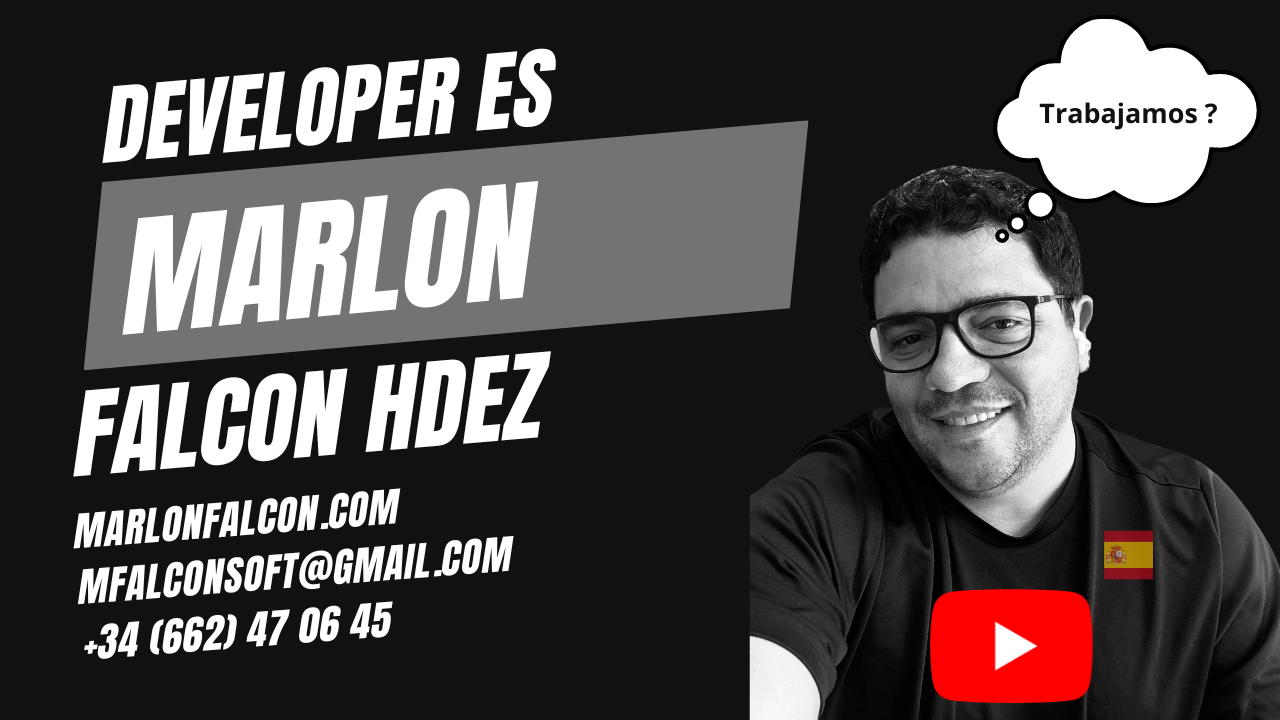 DEVELOPER ES
MARLON
FALCON HDEZ
MARLONFALCON.COM
MFALCONSOFT@GMAIL.COM
+34 (662) 47 06 45
Trabajamos ?